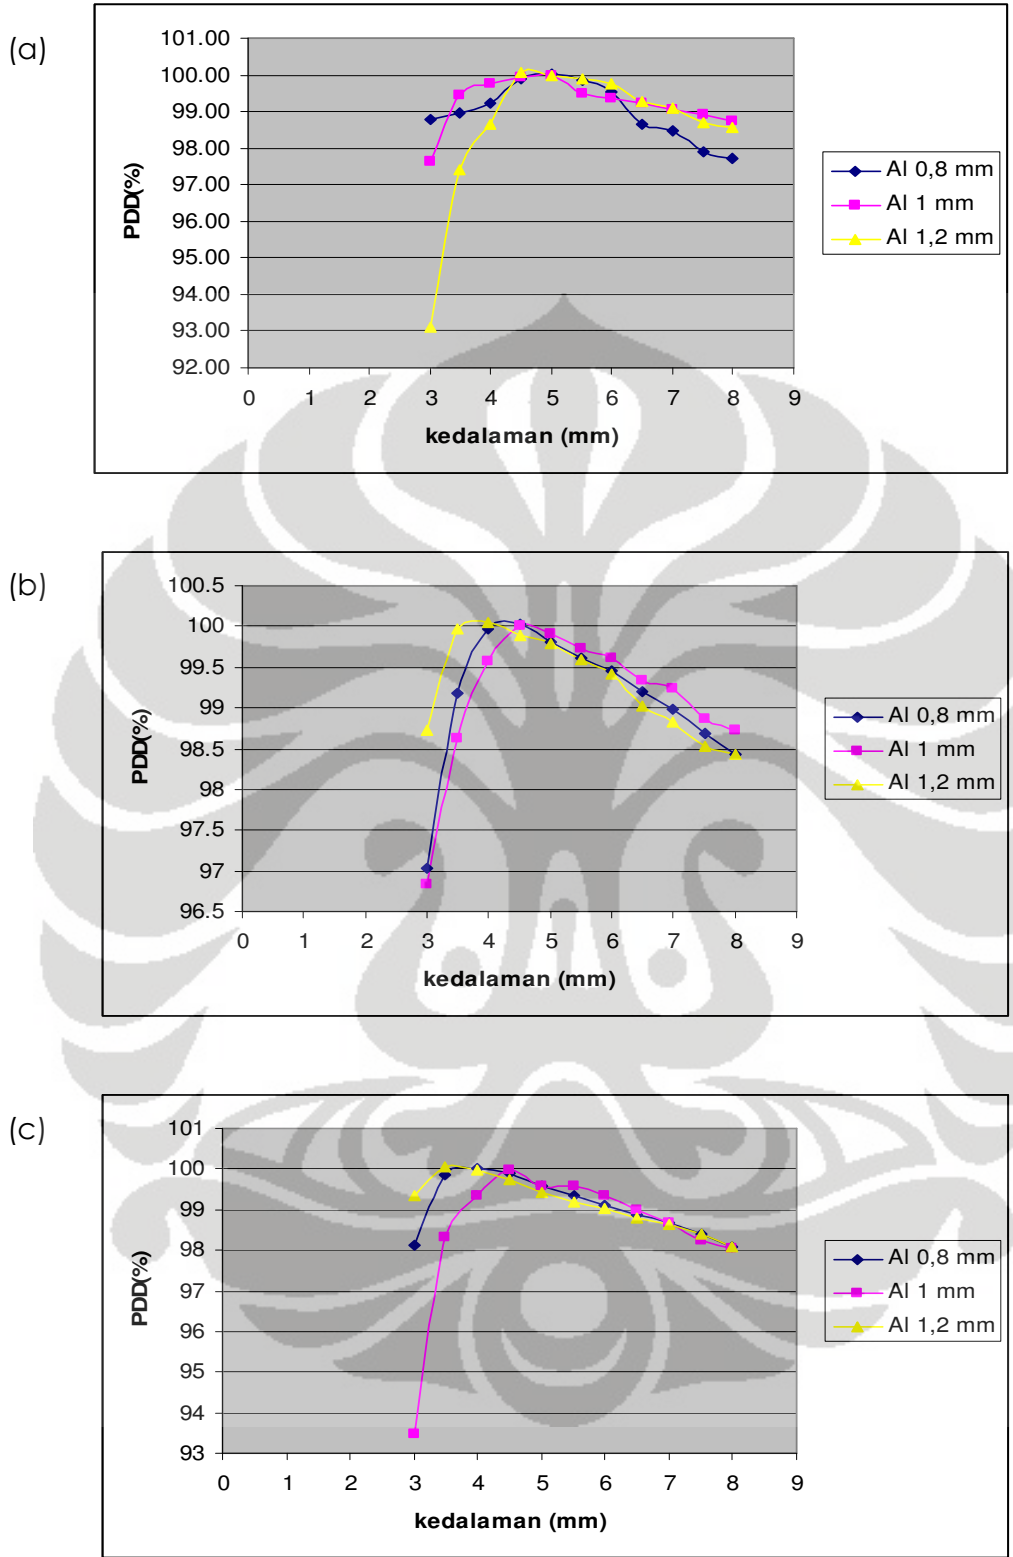 (a)
101.00
100.00
99.00
98.00
97.00
96.00
95.00
94.00
93.00
92.00
PDD(%)
0 1 2 3 4 5 6 7 8 9
kedalaman (mm)
Al 0,8 mm
Al 1 mm
Al 1,2 mm
(b)
100.5
100
99.5
99
98.5
98
97.5
97
96.5
PDD(%)
0 1 2 3 4 5 6 7 8 9
kedalaman (mm)
Al 0,8 mm
Al 1 mm
Al 1,2 mm
(c)
101
100
99
98
97
96
95
94
93
PDD(%)
0 1 2 3 4 5 6 7 8 9
kedalaman (mm)
Al 0,8 mm
Al 1 mm
Al 1,2 mm